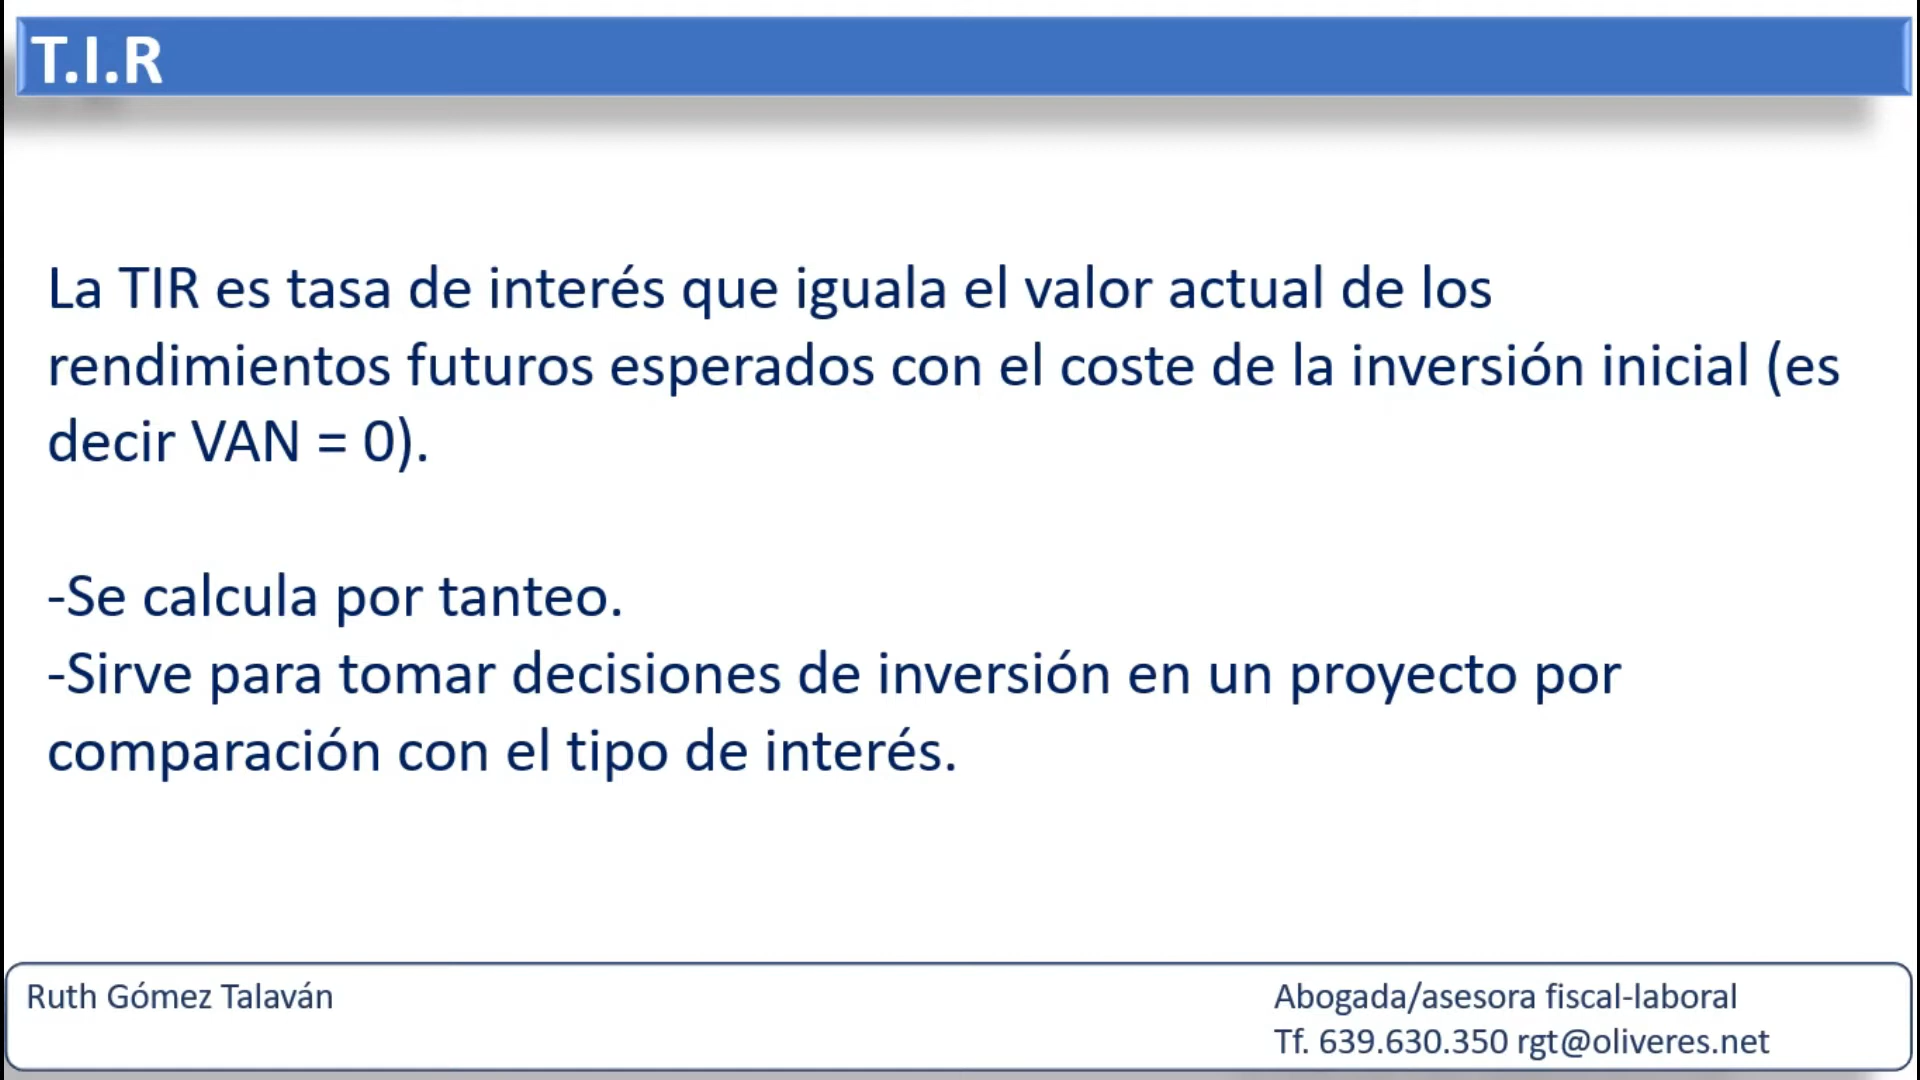 T.I.R
La TIR es tasa de interés que iguala el valor actual de los
rendimientos futuros esperados con el coste de la inversión inicial (es
decir VAN = 0).
-Se calcula por tanteo.
-Sirve para tomar decisiones de inversión en un proyecto por
comparación con el tipo de interés.
Ruth Gómez Talaván
Abogada/asesora fiscal-laboral
Tf. 639.630.350 rgt@oliveres.net